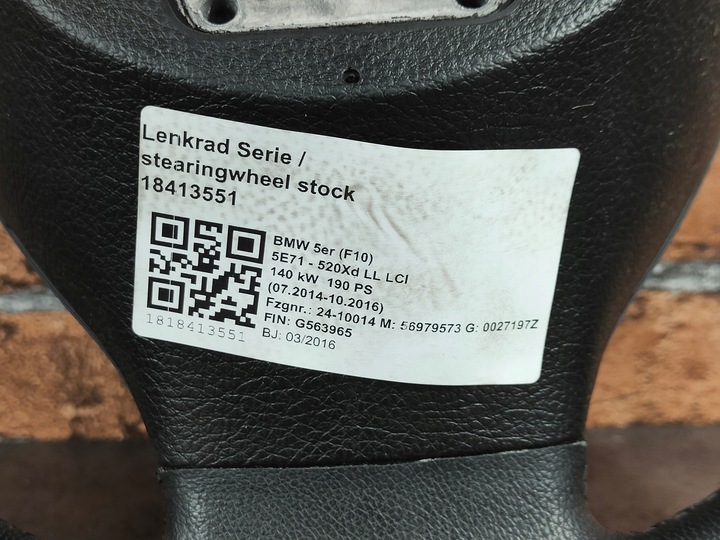 Lenkrad Serie /
stearingwheel stock
18413551
BMW 5er (F10)
5E71 - 520Xd LL LCI
140 kW 190 PS
(07.2014-10.2016)
Fzgnr.: 24-10014 M: 56979573 G: 0027197Z
FIN: G563965
BJ: 03/2016
1818413551